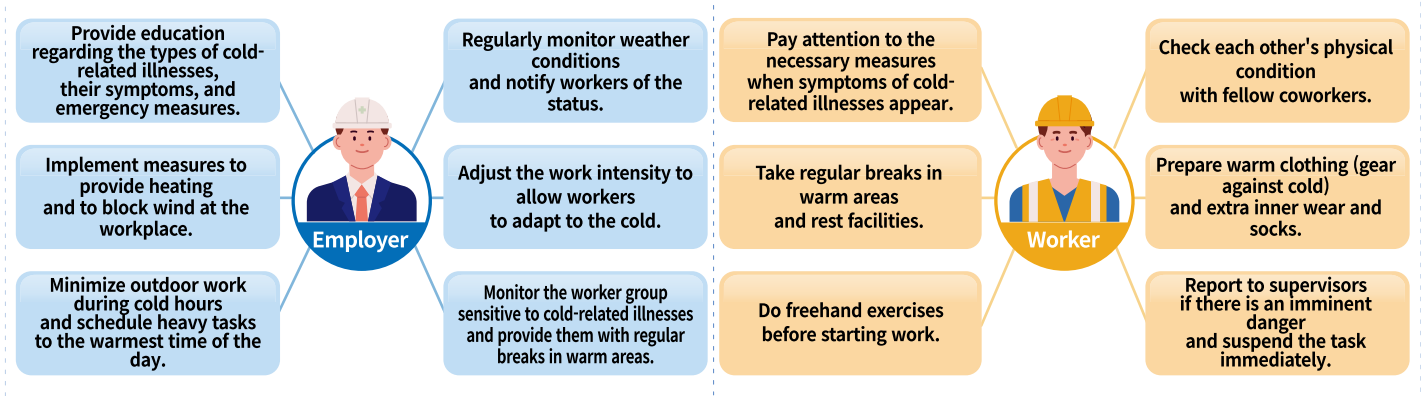 Provide education
regarding the types of cold-
related illnesses,
their symptoms, and
emergency measures.
Implement measures to
provide heating
and to block wind at the
workplace.
Minimize outdoor work
during cold hours
and schedule heavy tasks
to the warmest time of the
day.
Employer
Regularly monitor weather
conditions
and notify workers of the
status.
Adjust the work intensity to
allow workers
to adapt to the cold.
Monitor the worker group
sensitive to cold-related illnesses
and provide them with regular
breaks in warm areas.
Pay attention to the
necessary measures
when symptoms of cold-
related illnesses appear.
Take regular breaks in
warm areas
and rest facilities.
Do freehand exercises
before starting work.
Worker
Check each other's physical
condition
with fellow coworkers.
Prepare warm clothing (gear
against cold)
and extra inner wear and
socks.
Report to supervisors
if there is an imminent
danger
and suspend the task
immediately.